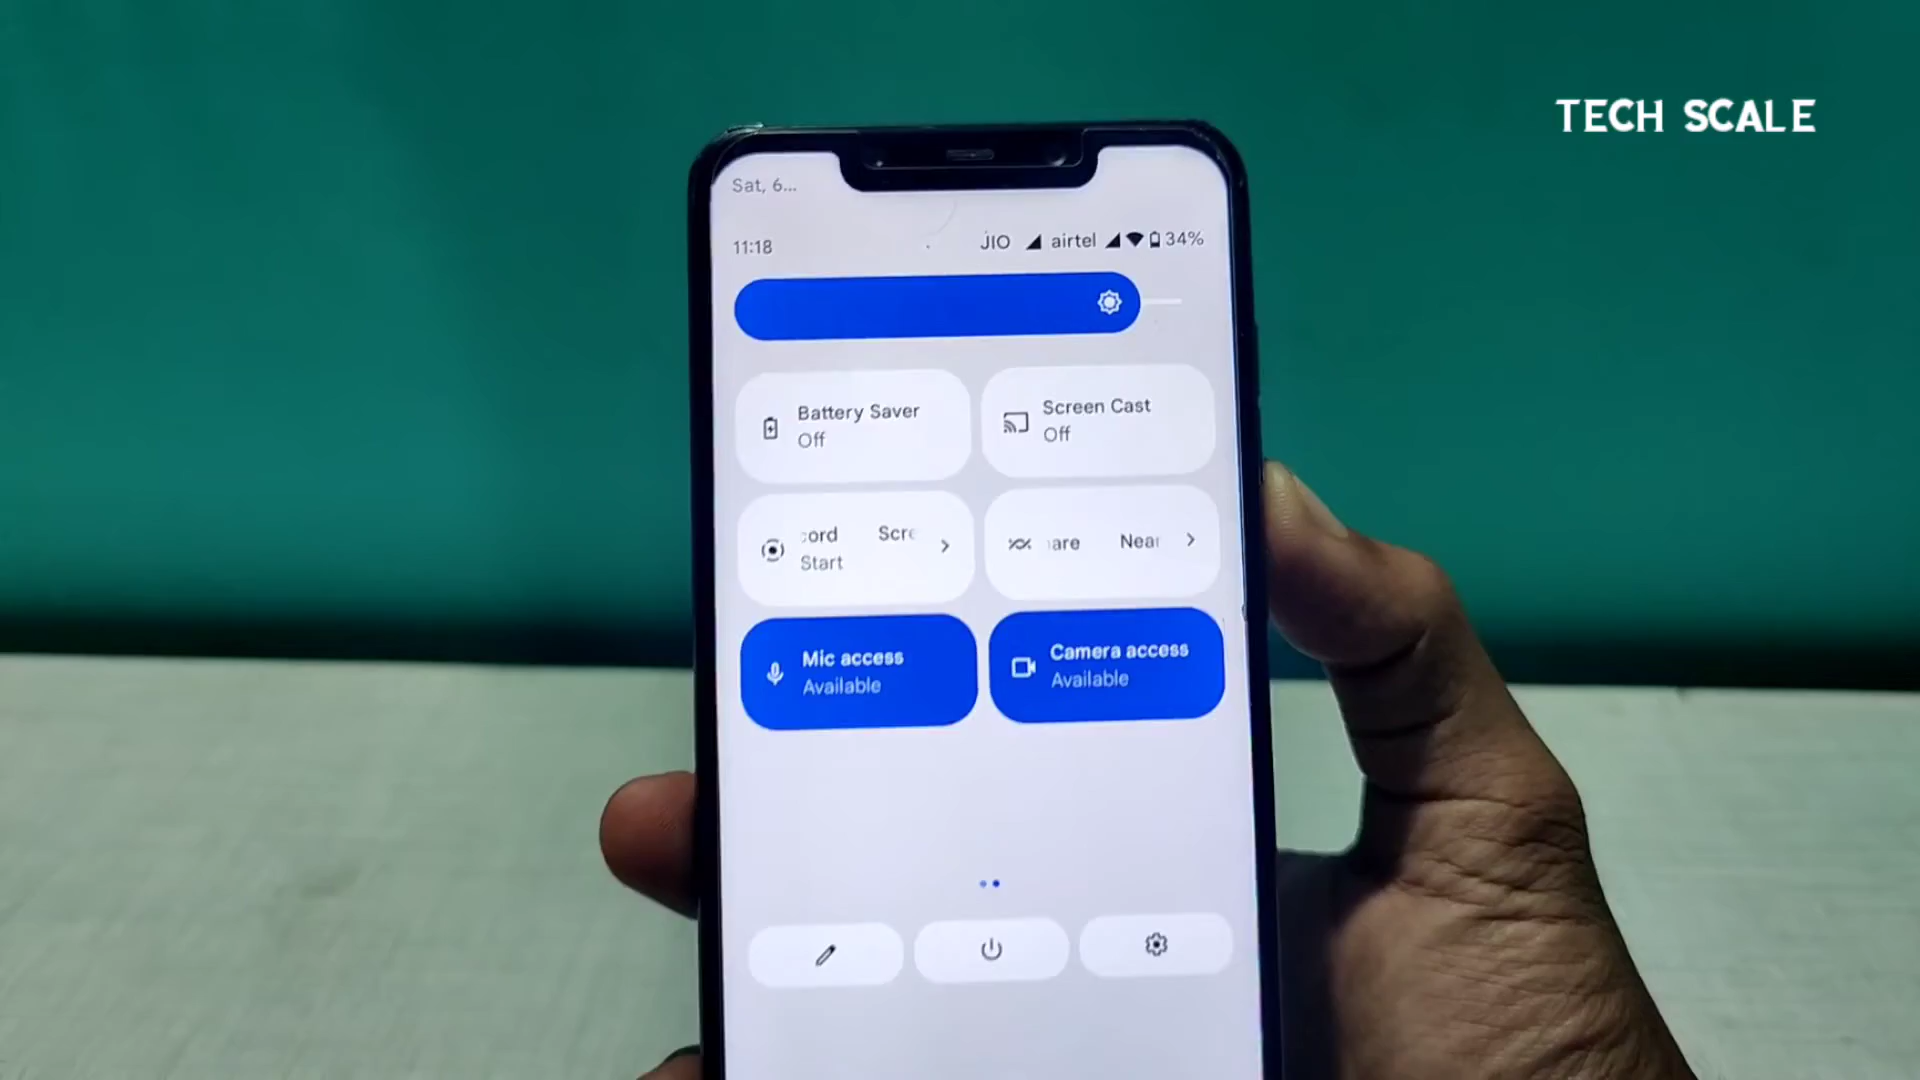 TECH SCALE
Sat, 6...
11:18 JIO airtel 34%
Battery Saver
Off
Screen Cast
Off
Start
Mic access
Available
Camera access
Available